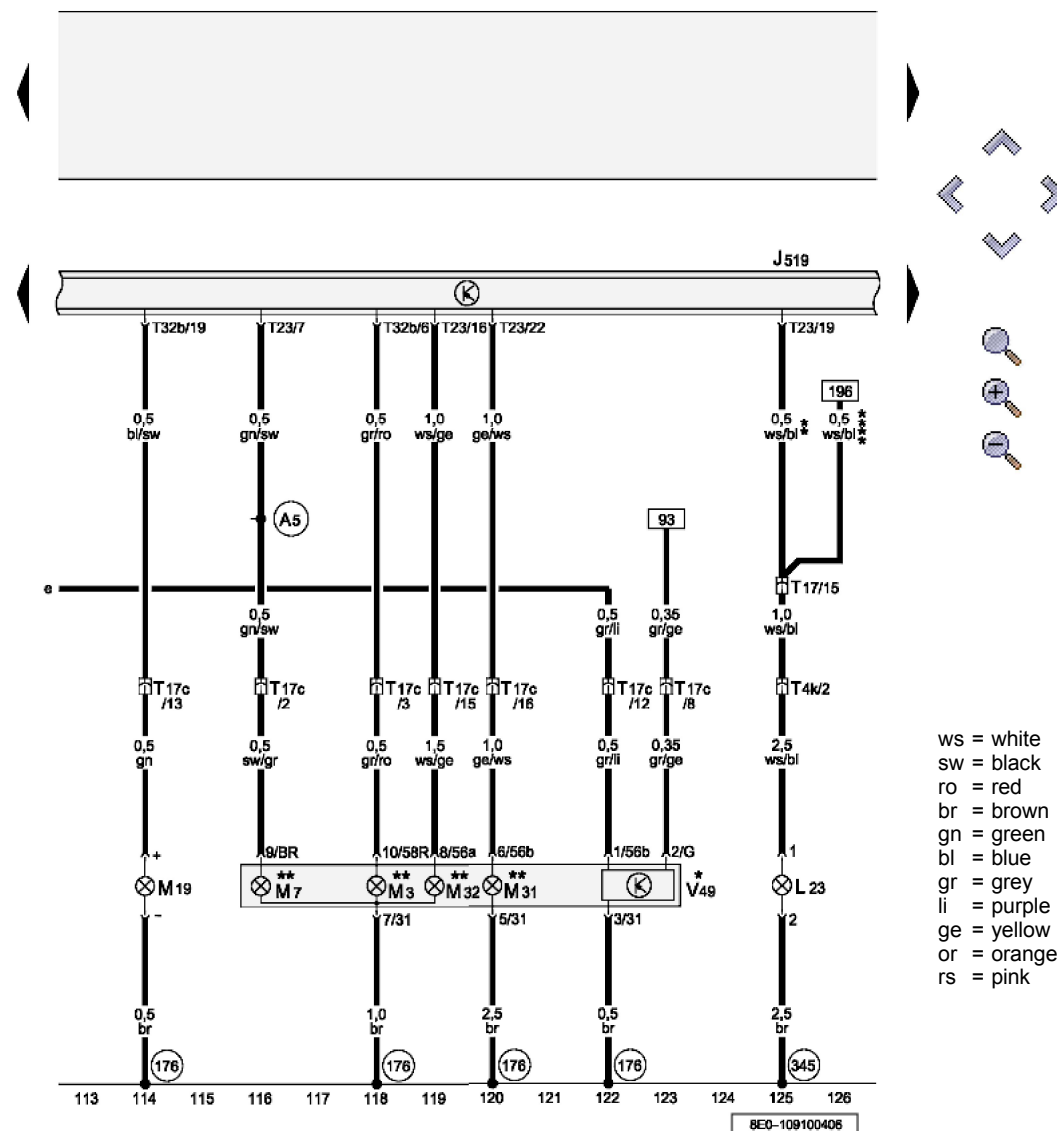 J519
T32b/19 T23/7 T32b/6 T23/16 T23/22 T23/19
196
0,5 0,5 0,5 1,0 1,0 0,5 ** 0,5 ****
bl/sw gn/sw gr/ro ws/ge ge/ws ws/bl ws/bl
A5 93
e T17/15
0,5 0,5 0,35 1,0
gn/sw gr/li gr/ge ws/bl
T17c T17c T17c T17c T17c T17c T17c T4k/2
/13 /2 /3 /15 /16 /12 /8
0,5 0,5 0,5 1,5 1,0 0,5 0,35 2,5
gn sw/gr gr/ro ws/ge ge/ws gr/li gr/ge ws/bl
+ 9/BR 10/58R 8/56a 6/56b 1/56b 2/G 1
** ** ** ** *
M19 M7 M3 M32 M31 V49 L23
- 7/31 5/31 3/31 2
0,5 1,0 2,5 0,5 2,5
br br br br br
176 176 176 176 345
113 114 115 116 117 118 119 120 121 122 123 124 125 126
8E0-109100406
ws = white
sw = black
ro = red
br = brown
gn = green
bl = blue
gr = grey
li = purple
ge = yellow
or = orange
rs = pink